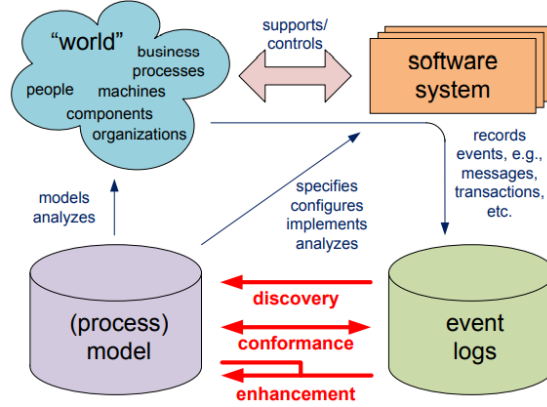 “world”
business
processes
people
machines
components
organizations
supports/
controls
software
system
records
events, e.g.,
messages,
transactions,
etc.
models
analyzes
specifies
configures
implements
analyzes
(process)
model
discovery
conformance
enhancement
event
logs